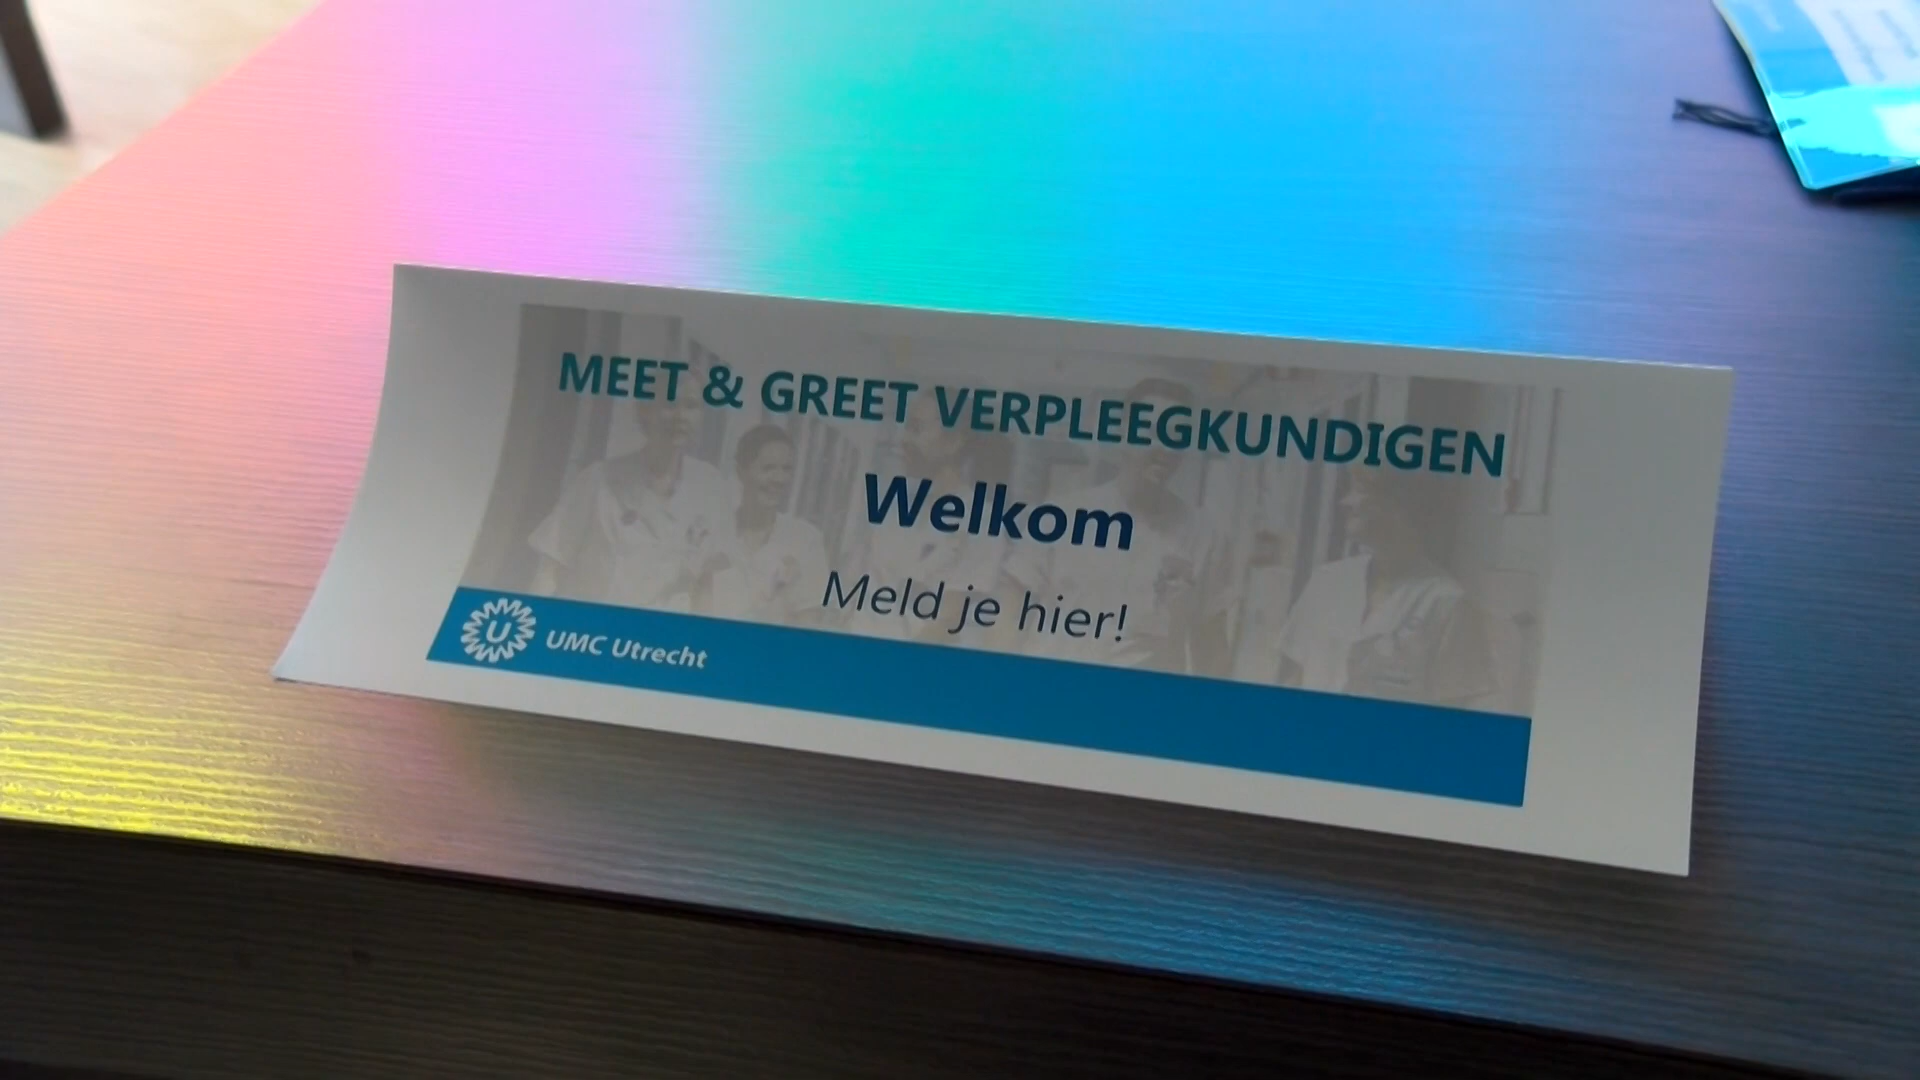 MEET & GREET VERPLEEGKUNDIGEN
Welkom
Meld je hier!
U
UMC Utrecht